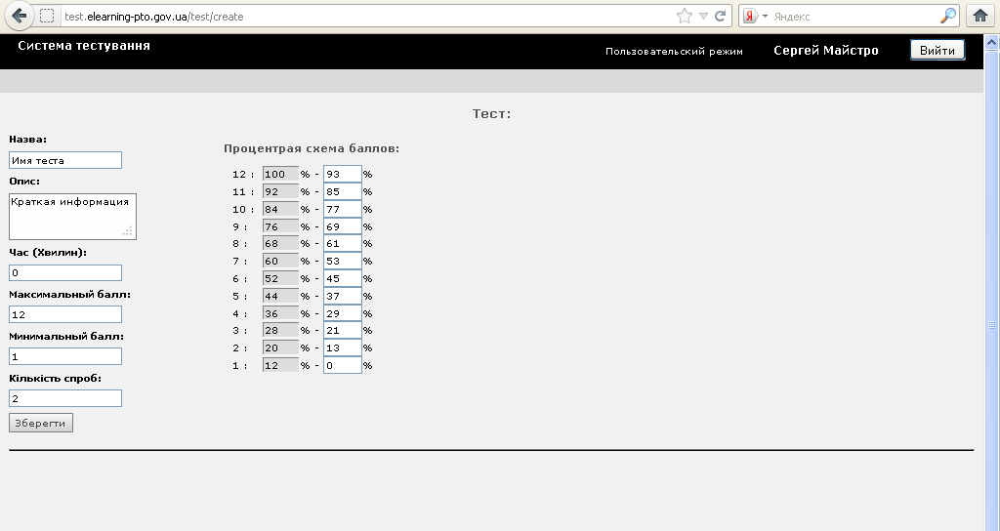 test.elearning-pto.gov.ua/test/create
Яндекс
Система тестування
Пользовательский режим
Сергей Майстро
Выйти
Тест:
Назва:
Имя теста
Опис:
Краткая информация
Час (Хвилин):
0
Максимальный балл:
12
Минимальный балл:
1
Кількість спроб:
2
Зберегти
Процентрая схема баллов:
12 : 100 % - 93 %
11 : 92 % - 85 %
10 : 84 % - 77 %
9 : 76 % - 69 %
8 : 68 % - 61 %
7 : 60 % - 53 %
6 : 52 % - 45 %
5 : 44 % - 37 %
4 : 36 % - 29 %
3 : 28 % - 21 %
2 : 20 % - 13 %
1 : 12 % - 0 %